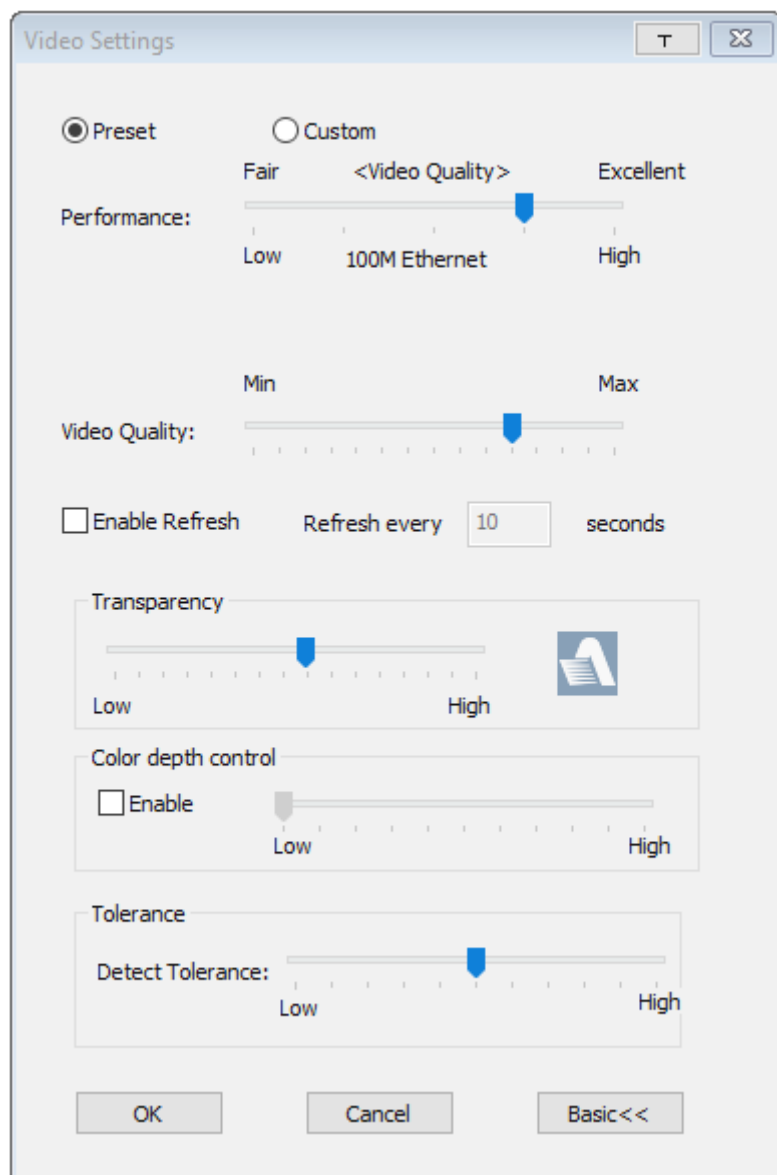 Video Settings T
Preset Custom
Fair <Video Quality> Excellent
Performance:
Low 100M Ethernet High
Min Max
Video Quality:
Enable Refresh Refresh every 10 seconds
Transparency
Low High
Color depth control
Enable
Low High
Tolerance
Detect Tolerance:
Low High
OK Cancel Basic<<